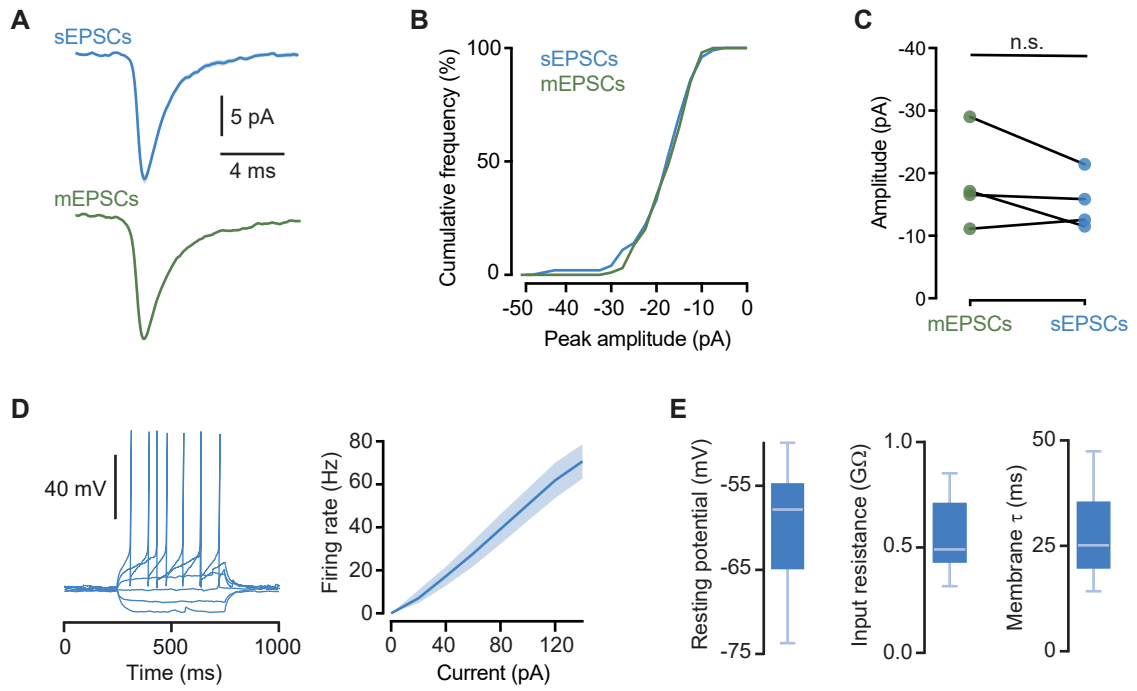 A
sEPSCs
5 pA
4 ms
mEPSCs
B
100
50
0
Cumulative frequency (%)
sEPSCs
mEPSCs
-50 -40 -30 -20 -10 0
Peak amplitude (pA)
C
n.s.
-40
-30
-20
-10
0
Amplitude (pA)
mEPSCs sEPSCs
D
40 mV
0 500 1000
Time (ms)
80
60
40
20
0
Firing rate (Hz)
0 40 80 120
Current (pA)
E
Resting potential (mV)
-55
-65
-75
Input resistance (GΩ)
1.0
0.5
0.0
Membrane τ (ms)
50
25
0